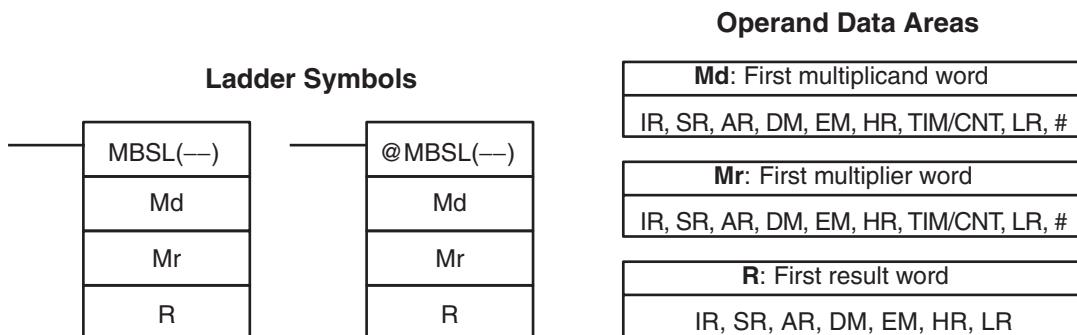 Ladder Symbols
MBSL(––)
Md
Mr
R
@MBSL(––)
Md
Mr
R
Operand Data Areas
Md: First multiplicand word
IR, SR, AR, DM, EM, HR, TIM/CNT, LR, #
Mr: First multiplier word
IR, SR, AR, DM, EM, HR, TIM/CNT, LR, #
R: First result word
IR, SR, AR, DM, EM, HR, LR